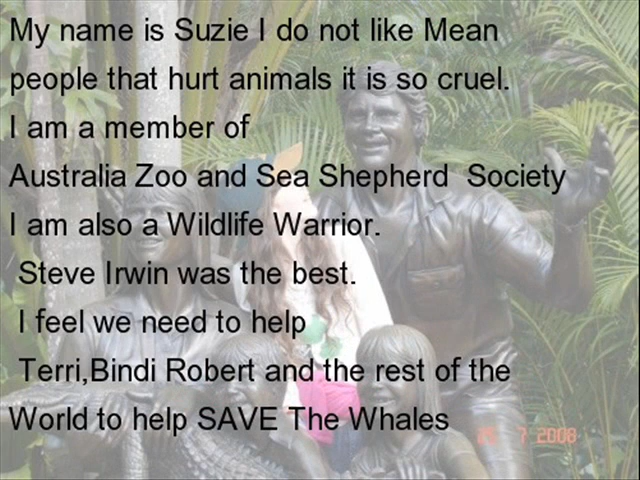 My name is Suzie I do not like Mean
people that hurt animals it is so cruel.
I am a member of
Australia Zoo and Sea Shepherd Society
I am also a Wildlife Warrior.
Steve Irwin was the best.
I feel we need to help
Terri,Bindi Robert and the rest of the
World to help SAVE The Whales
7 2008